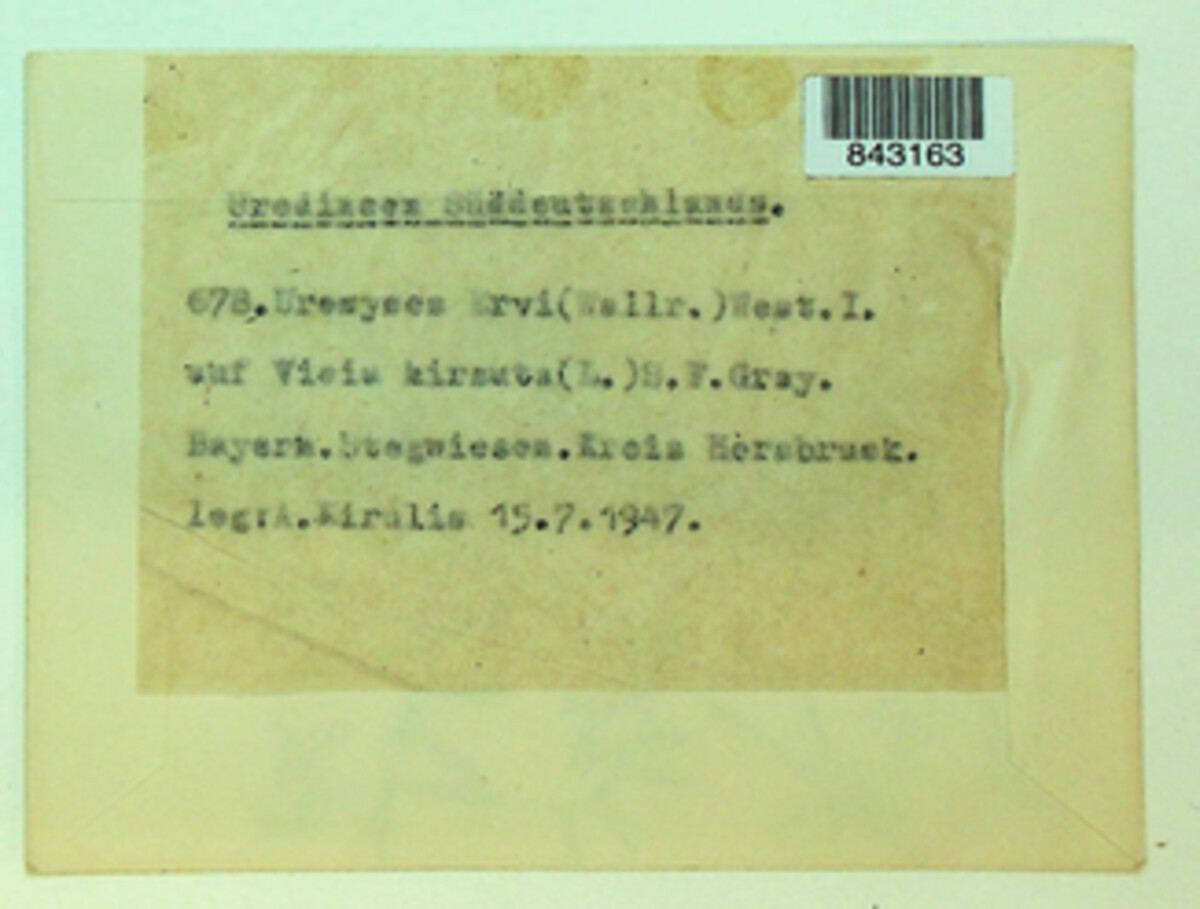 843163
Uredineen Süddeutschlands.
678.Uromyces Ervi(Wallr.)West.I.
auf Vicia hirsuta(L.)S.F.Gray.
Bayern.Stegwiesen.Kreis Hersbruck.
leg:A.Kirulis 15.7.1947.